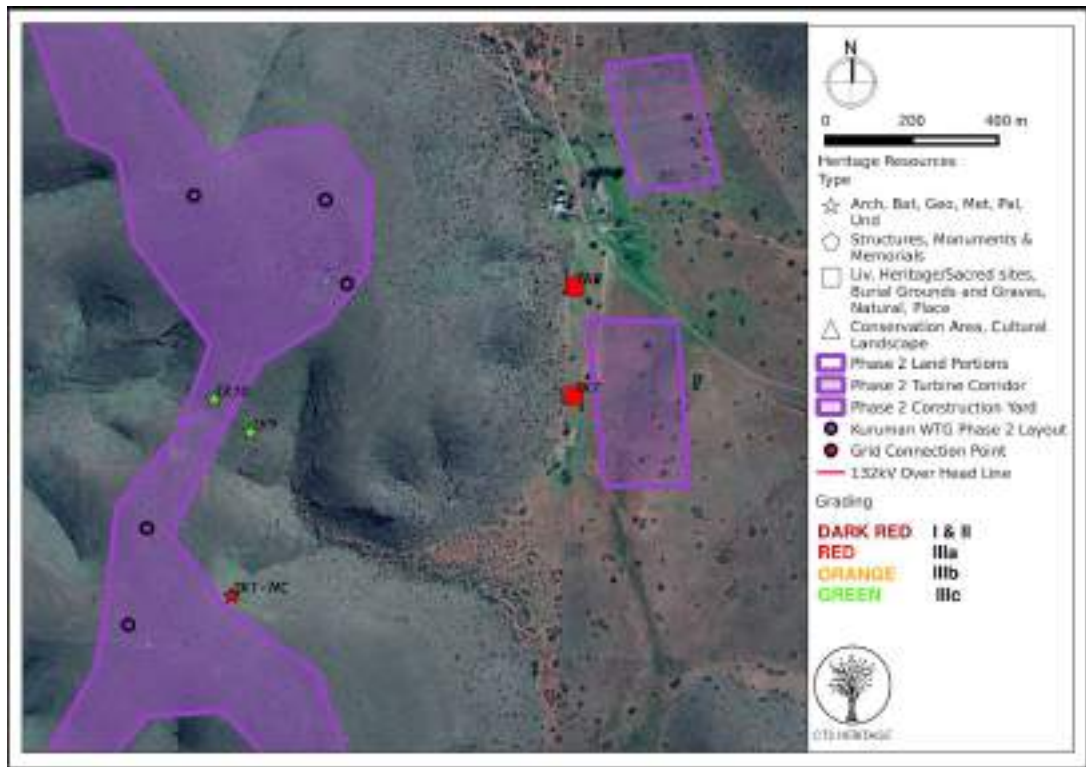 N
0 200 400 m
Heritage Resources
Type
Arch, Bat, Geo, Met, Pal,
Und
Structures, Monuments &
Memorials
Liv. Heritage/Sacred sites,
Burial Grounds and Graves,
Natural, Place
Conservation Area, Cultural
Landscape
Phase 2 Land Portions
Phase 2 Turbine Corridor
Phase 2 Construction Yard
Kuruman WTG Phase 2 Layout
Grid Connection Point
132kV Over Head Line
Grading
DARK RED I & II
RED IIIa
ORANGE IIIb
GREEN IIIc
CTS HERITAGE